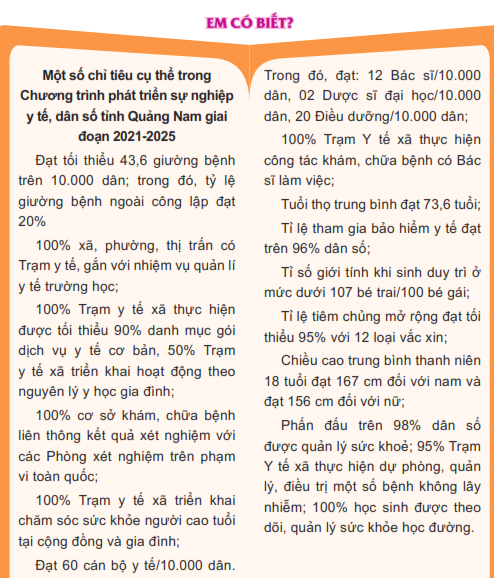 EM CÓ BIẾT?
Một số chỉ tiêu cụ thể trong
Chương trình phát triển sự nghiệp
y tế, dân số tỉnh Quảng Nam giai
đoạn 2021-2025
Đạt tối thiểu 43,6 giường bệnh
trên 10.000 dân; trong đó, tỷ lệ
giường bệnh ngoài công lập đạt
20%
100% xã, phường, thị trấn có
Trạm y tế, gắn với nhiệm vụ quản lí
y tế trường học;
100% Trạm y tế xã thực hiện
được tối thiểu 90% danh mục gói
dịch vụ y tế cơ bản, 50% Trạm
y tế xã triển khai hoạt động theo
nguyên lý y học gia đình;
100% cơ sở khám, chữa bệnh
liên thông kết quả xét nghiệm với
các Phòng xét nghiệm trên phạm
vi toàn quốc;
100% Trạm y tế xã triển khai
chăm sóc sức khỏe người cao tuổi
tại cộng đồng và gia đình;
Đạt 60 cán bộ y tế/10.000 dân.
Trong đó, đạt: 12 Bác sĩ/10.000
dân, 02 Dược sĩ đại học/10.000
dân, 20 Điều dưỡng/10.000 dân;
100% Trạm Y tế xã thực hiện
công tác khám, chữa bệnh có Bác
sĩ làm việc;
Tuổi thọ trung bình đạt 73,6 tuổi;
Tỉ lệ tham gia bảo hiểm y tế đạt
trên 96% dân số;
Tỉ số giới tính khi sinh duy trì ở
mức dưới 107 bé trai/100 bé gái;
Tỉ lệ tiêm chủng mở rộng đạt tối
thiểu 95% với 12 loại vắc xin;
Chiều cao trung bình thanh niên
18 tuổi đạt 167 cm đối với nam và
đạt 156 cm đối với nữ;
Phấn đấu trên 98% dân số
được quản lý sức khoẻ; 95% Trạm
Y tế xã thực hiện dự phòng, quản
lý, điều trị một số bệnh không lây
nhiễm; 100% học sinh được theo
dõi, quản lý sức khỏe học đường.